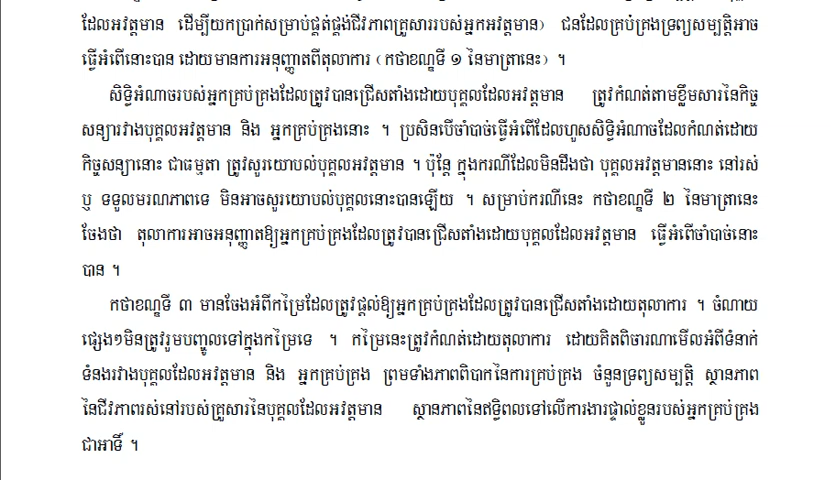 ដែលអវត្តមាន ដើម្បីយកប្រាក់សម្រាប់ផ្គត់ផ្គង់ជីវភាពគ្រួសាររបស់អ្នកអវត្តមាន) ជនដែលគ្រប់គ្រងទ្រព្យសម្បត្តិអាច
ធ្វើអំពើនោះបាន ដោយមានការអនុញ្ញាតពីតុលាការ (កថាខណ្ឌទី ១ នៃមាត្រានេះ) ។
សិទ្ធិអំណាចរបស់អ្នកគ្រប់គ្រងដែលត្រូវបានជ្រើសតាំងដោយបុគ្គលដែលអវត្តមាន ត្រូវកំណត់តាមខ្លឹមសារនៃកិច្ច
សន្យារវាងបុគ្គលអវត្តមាន និង អ្នកគ្រប់គ្រងនោះ ។ ប្រសិនបើចាំបាច់ធ្វើអំពើដែលហួសសិទ្ធិអំណាចដែលកំណត់ដោយ
កិច្ចសន្យានោះ ជាធម្មតា ត្រូវសួរយោបល់បុគ្គលអវត្តមាន ។ ប៉ុន្តែ ក្នុងករណីដែលមិនដឹងថា បុគ្គលអវត្តមាននោះ នៅរស់
ឬ ទទួលមរណភាពទេ មិនអាចសួរយោបល់បុគ្គលនោះបានឡើយ ។ សម្រាប់ករណីនេះ កថាខណ្ឌទី ២ នៃមាត្រានេះ
ចែងថា តុលាការអាចអនុញ្ញាតឱ្យអ្នកគ្រប់គ្រងដែលត្រូវបានជ្រើសតាំងដោយបុគ្គលដែលអវត្តមាន ធ្វើអំពើចាំបាច់នោះ
បាន ។
កថាខណ្ឌទី ៣ មានចែងអំពីកម្រៃដែលត្រូវផ្តល់ឱ្យអ្នកគ្រប់គ្រងដែលត្រូវបានជ្រើសតាំងដោយតុលាការ ។ ចំណាយ
ផ្សេងៗមិនត្រូវរួមបញ្ចូលទៅក្នុងកម្រៃទេ ។ កម្រៃនេះត្រូវកំណត់ដោយតុលាការ ដោយគិតពិចារណាមើលអំពីទំនាក់
ទំនងរវាងបុគ្គលដែលអវត្តមាន និង អ្នកគ្រប់គ្រង ព្រមទាំងភាពពិបាកនៃការគ្រប់គ្រង ចំនួនទ្រព្យសម្បត្តិ ស្ថានភាព
នៃជីវភាពរស់នៅរបស់គ្រួសារនៃបុគ្គលដែលអវត្តមាន ស្ថានភាពនៃឥទ្ធិពលទៅលើការងារផ្ទាល់ខ្លួនរបស់អ្នកគ្រប់គ្រង
ជាអាទិ៍ ។